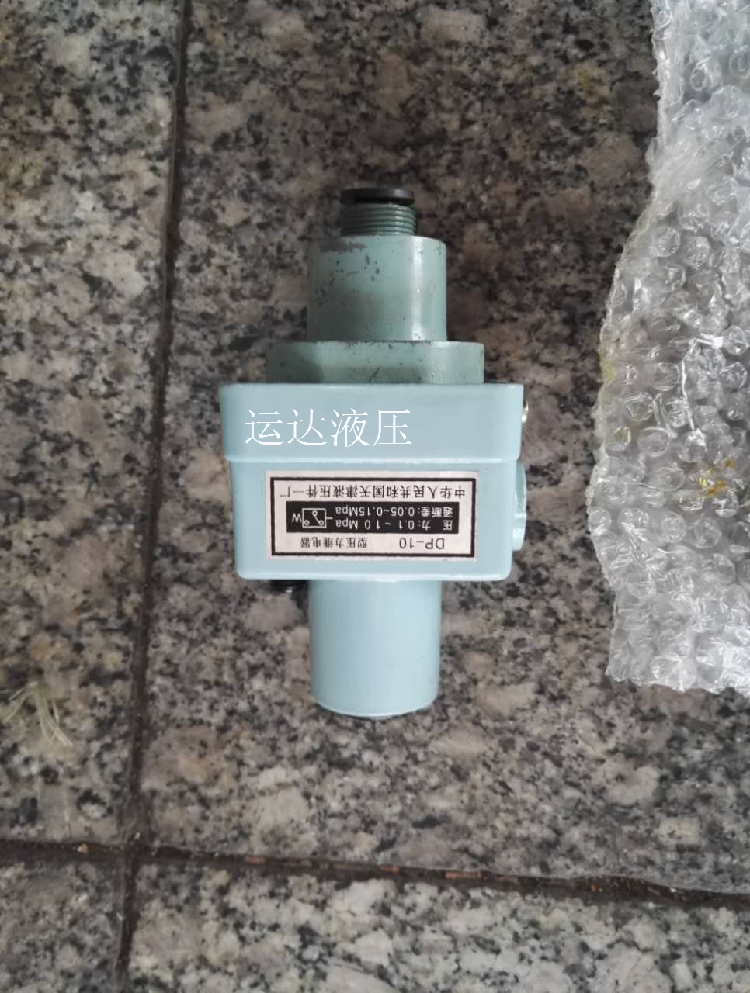 运达液压
DP-10 型压力继电器
压 力:0.1~10 Mpa
通断差:0.05~0.15Mpa
W
中华人民共和国天津液压件一厂